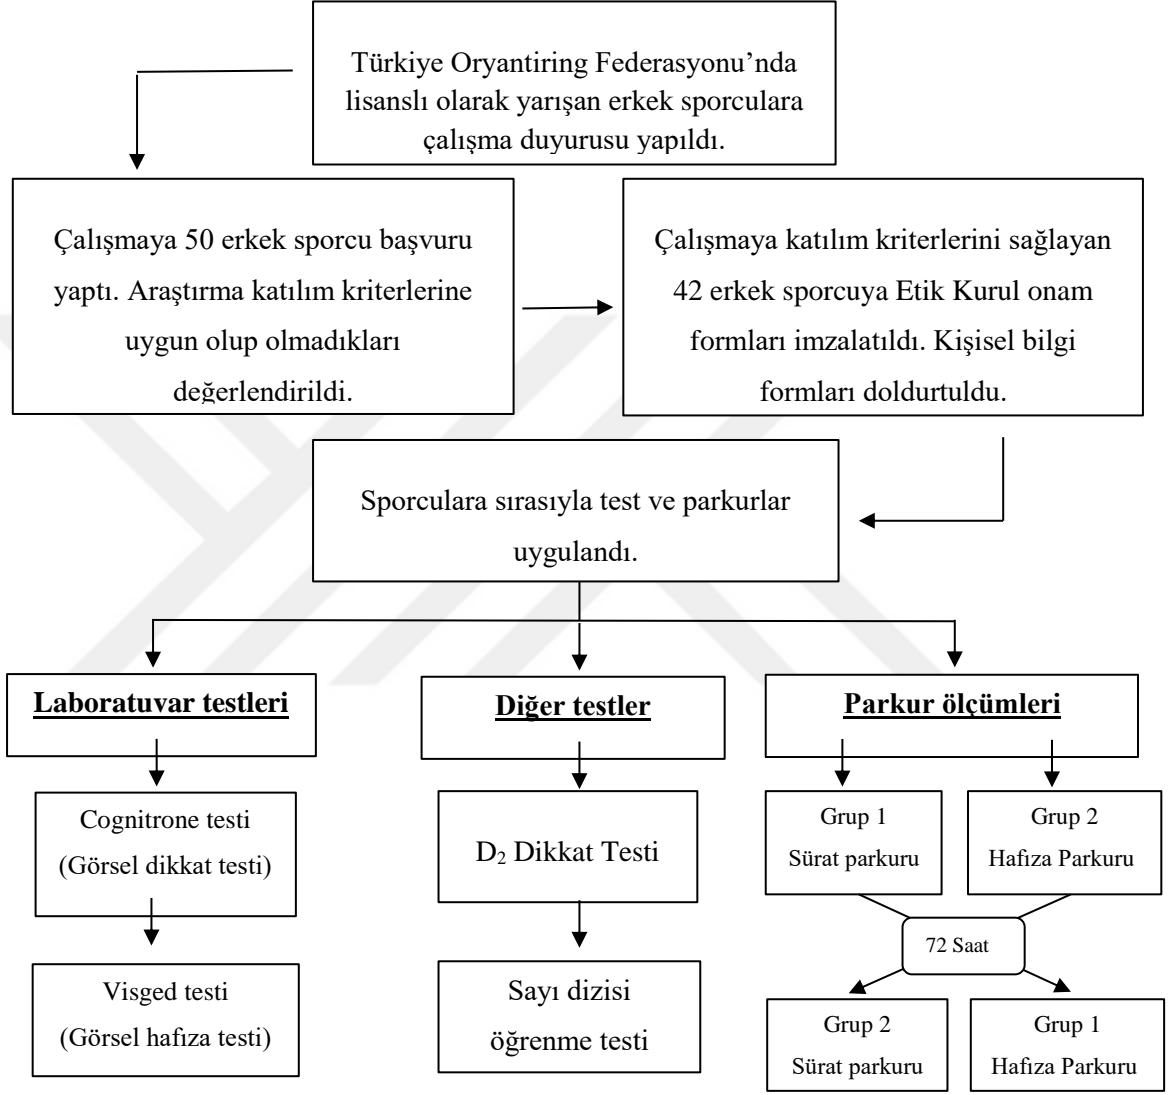 Türkiye Oryantiring Federasyonu’nda
lisanslı olarak yarışan erkek sporculara
çalışma duyurusu yapıldı.
Çalışmaya 50 erkek sporcu başvuru
yaptı. Araştırma katılım kriterlerine
uygun olup olmadıkları
değerlendirildi.
Çalışmaya katılım kriterlerini sağlayan
42 erkek sporcuya Etik Kurul onam
formları imzalatıldı. Kişisel bilgi
formları doldurtuldu.
Sporculara sırasıyla test ve parkurlar
uygulandı.
Laboratuvar testleri
Cognitrone testi
(Görsel dikkat testi)
Visged testi
(Görsel hafıza testi)
Diğer testler
D₂ Dikkat Testi
Sayı dizisi
öğrenme testi
Parkur ölçümleri
Grup 1
Sürat parkuru
Grup 2
Hafıza Parkuru
72 Saat
Grup 2
Sürat parkuru
Grup 1
Hafıza Parkuru